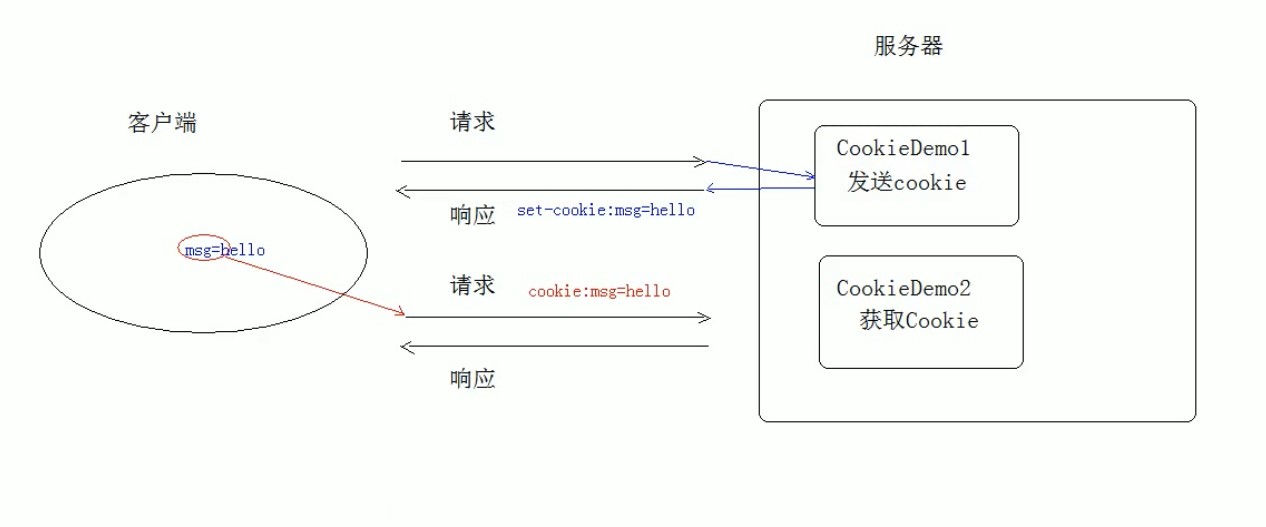 服务器
客户端
请求
CookieDemo1
发送cookie
响应
set-cookie:msg=hello
msg=hello
请求
cookie:msg=hello
CookieDemo2
获取Cookie
响应